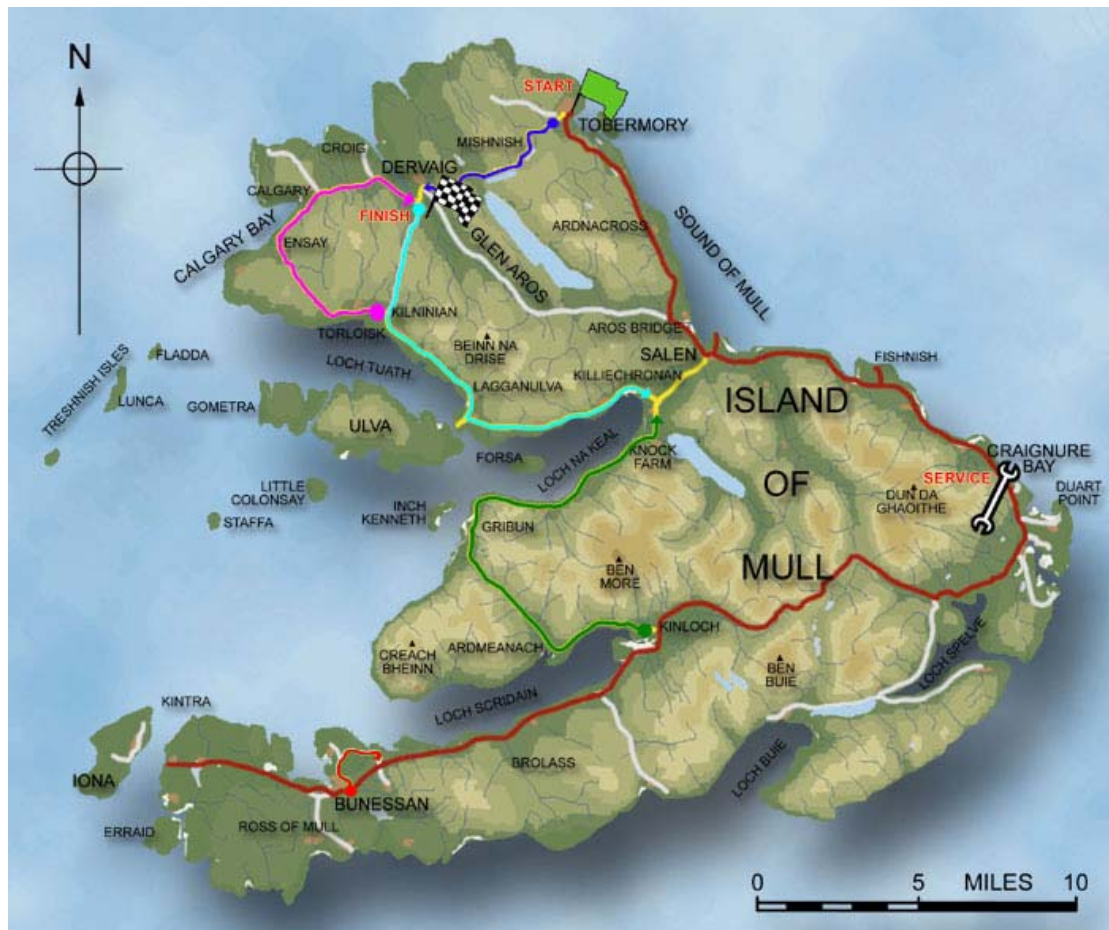 N
START
TOBERMORY
MISHNISH
CROIG
DERVAIG
CALGARY
FINISH
CALGARY BAY
ENSAY
GLEN AROS
ARDNACROSS
SOUND OF MULL
KILNINIAN
TORLOISK
AROS BRIDGE
BEINN NA
DRISE
SALEN
FISHNISH
FLADDA
LOCH TUATH
KILLIECHRONAN
TRESHNISH ISLES
LUNCA
GOMETRA
LAGGANULVA
ISLAND
ULVA
FORSA
LOCH NA KEAL
KNOCK
FARM
OF
CRAIGNURE
BAY
SERVICE
DUART
POINT
LITTLE
COLONSAY
STAFFA
INCH
KENNETH
DUN DA
GHAOITHE
GRIBUN
BEN
MORE
MULL
KINLOCH
ARDMEANACH
CREACH
BHEINN
BEN
BUIE
LOCH SPELVE
LOCH SCRIDAIN
KINTRA
IONA
BROLASS
LOCH BUIE
BUNESSAN
ERRAID
ROSS OF MULL
0 5 MILES 10